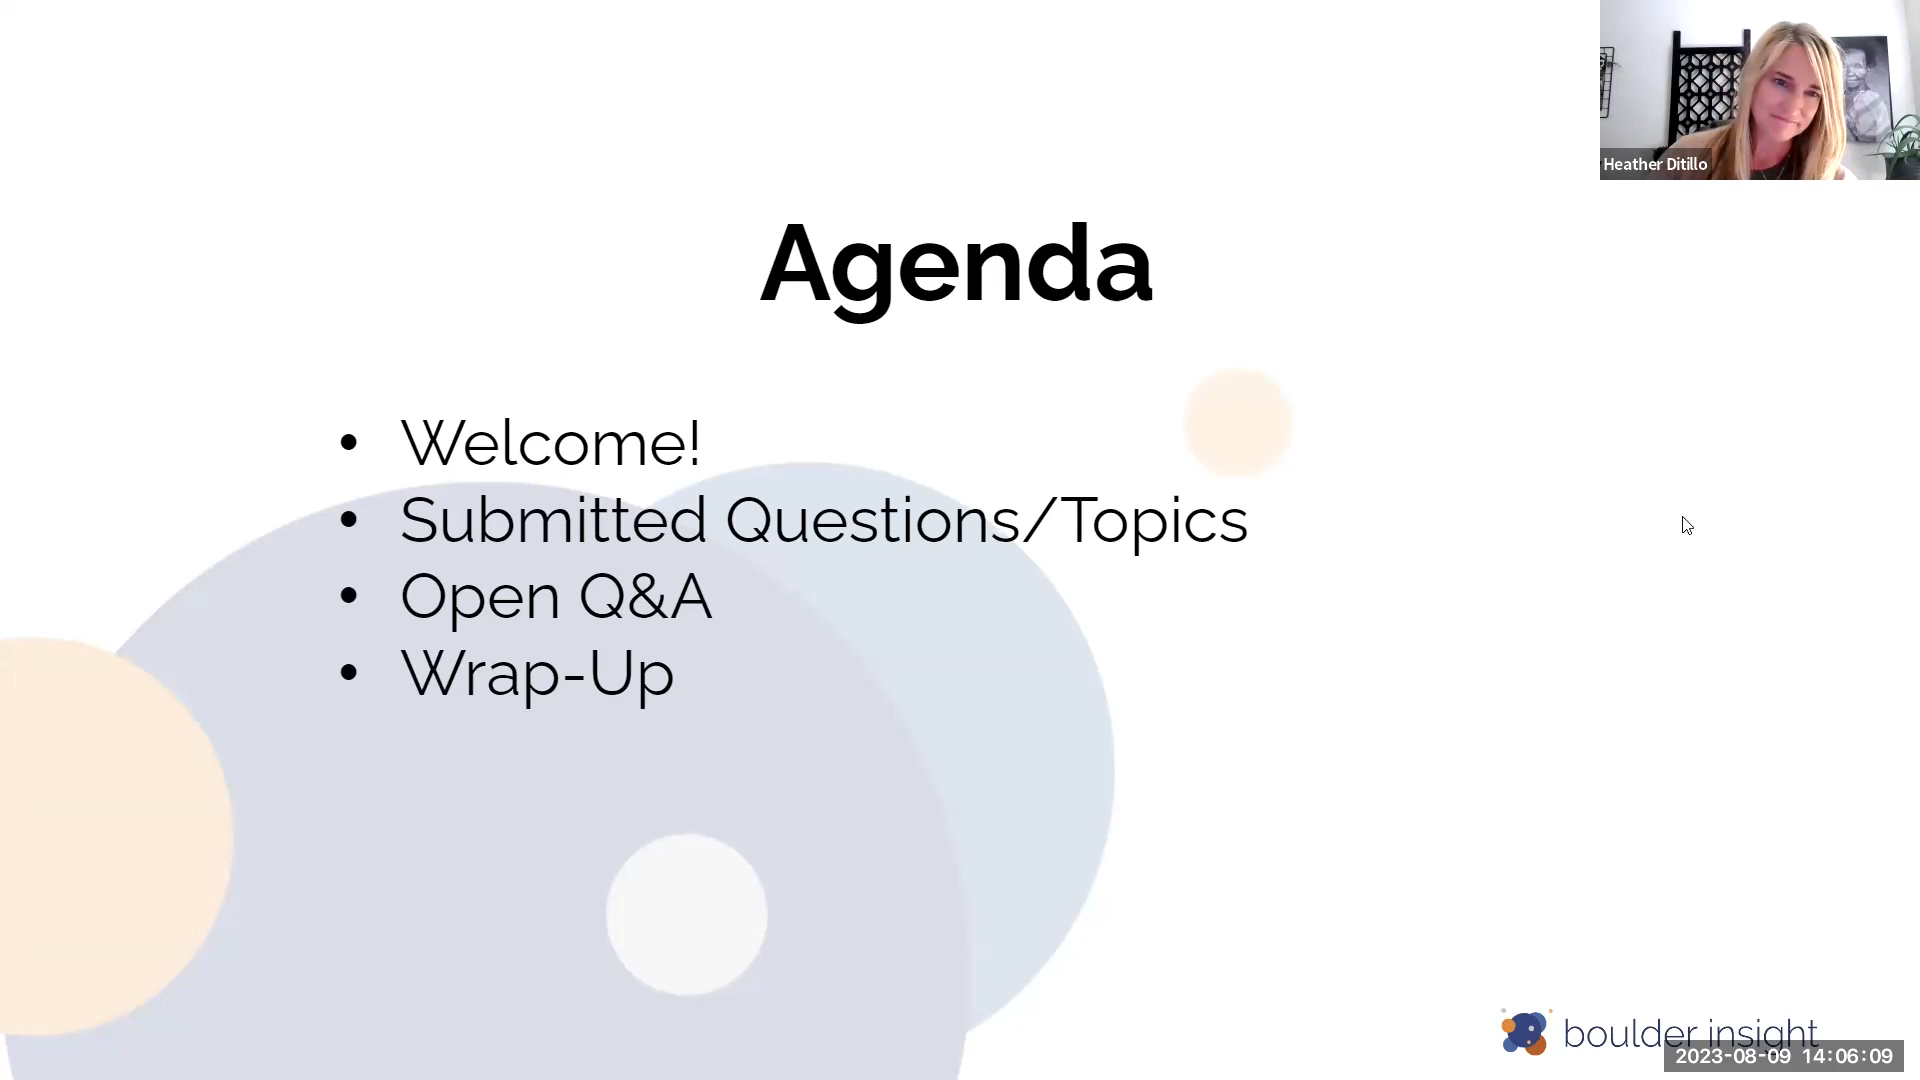 Heather Ditillo
Agenda
• Welcome!
• Submitted Questions/Topics
• Open Q&A
• Wrap-Up
boulder insight
2023-08-09 14:06:09